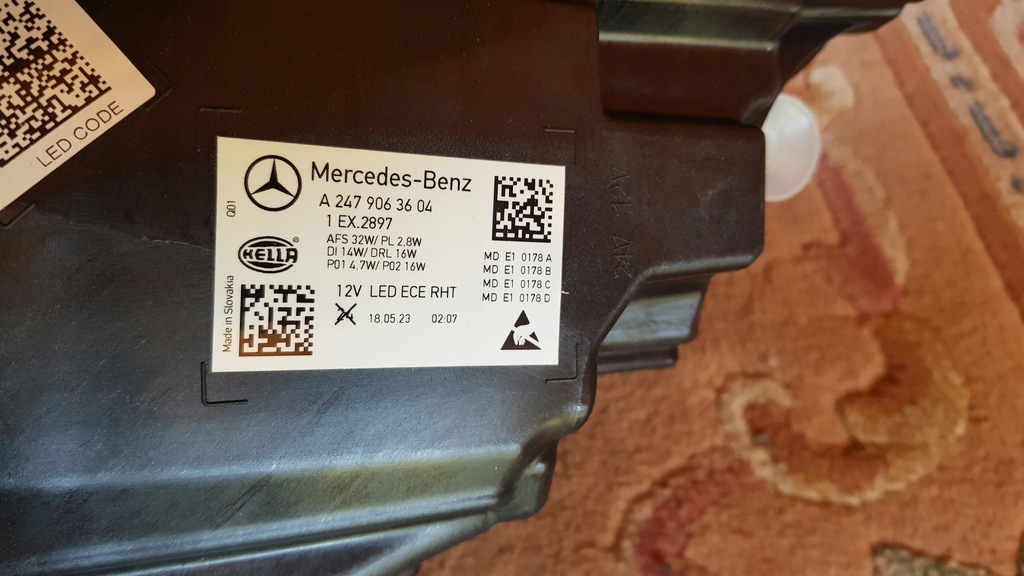 LED CODE
Mercedes-Benz
A 247 906 36 04
1 EX.2897
AFS 32W/ PL 2,8W
DI 14W/ DRL 16W
P01 4.7W/ P02 16W
12V LED ECE RHT
18.05.23 02:07
Q01
HELLA®
Made in Slovakia
MD E1 0178 A
MD E1 0178 B
MD E1 0178 C
MD E1 0178 D